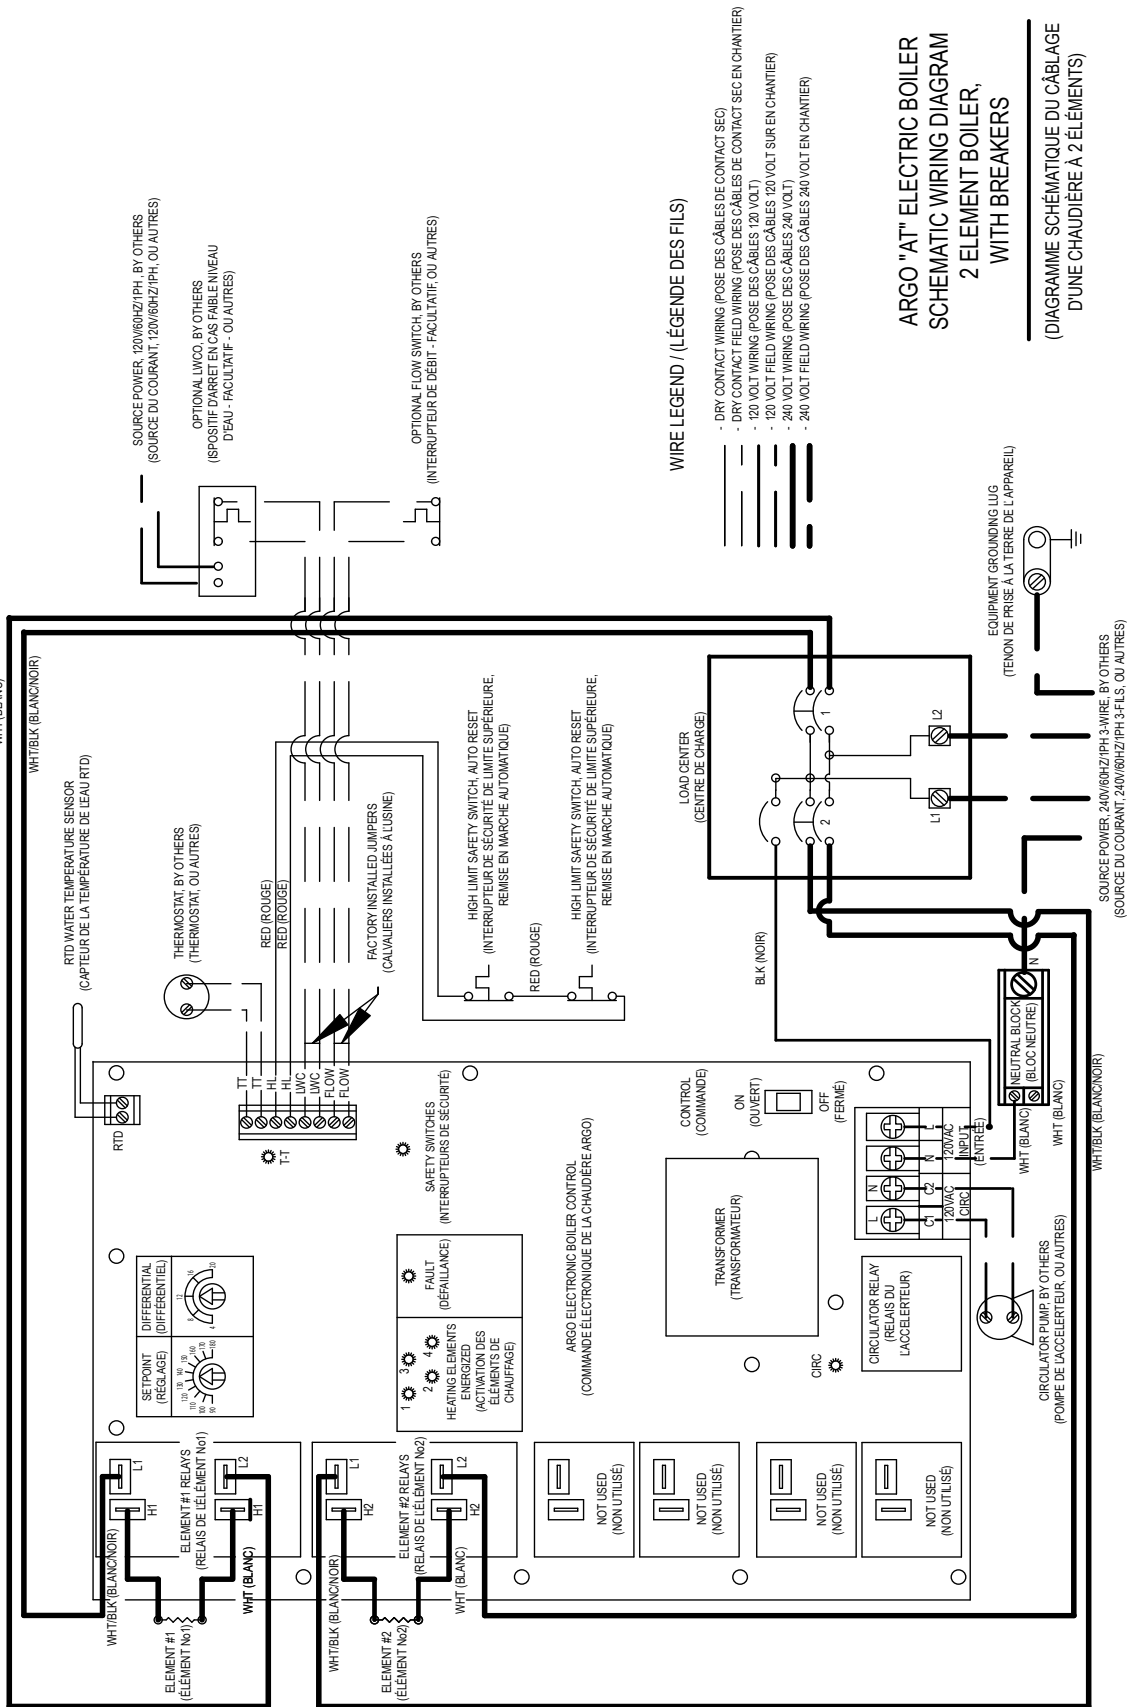 WHT (BLANC)
WHT/BLK (BLANC/NOIR)
RTD WATER TEMPERATURE SENSOR
(CAPTEUR DE LA TEMPÉRATURE DE L'EAU RTD)
THERMOSTAT, BY OTHERS
(THERMOSTAT, OU AUTRES)
SOURCE POWER, 120V/60HZ/1PH, BY OTHERS
(SOURCE DU COURANT, 120V/60HZ/1PH, OU AUTRES)
OPTIONAL LWCO, BY OTHERS
(ISPOSITIF D'ARRET EN CAS FAIBLE NIVEAU
D'EAU - FACULTATIF - OU AUTRES)
OPTIONAL FLOW SWITCH, BY OTHERS
(INTERRUPTEUR DE DÉBIT - FACULTATIF, OU AUTRES)
RED (ROUGE)
RED (ROUGE)
FACTORY INSTALLED JUMPERS
(CALVALIERS INSTALLÉES À L'USINE)
HIGH LIMIT SAFETY SWITCH, AUTO RESET
(INTERRUPTEUR DE SÉCURITÉ DE LIMITE SUPÉRIEURE,
REMISE EN MARCHE AUTOMATIQUE)
RED (ROUGE)
HIGH LIMIT SAFETY SWITCH, AUTO RESET
(INTERRUPTEUR DE SÉCURITÉ DE LIMITE SUPÉRIEURE,
REMISE EN MARCHE AUTOMATIQUE)
RTD
TT
TT
HL
HL
LWC
LWC
FLOW
FLOW
T-T
SAFETY SWITCHES
(INTERRUPTEURS DE SÉCURITÉ)
DIFFERENTIAL
(DIFFÉRENTIEL)
4
8
12
16
20
SETPOINT
(RÉGLAGE)
90
100
110
120
130
140
150
160
170
180
FAULT
(DÉFAILLANCE)
1
2
3
4
HEATING ELEMENTS
ENERGIZED
(ACTIVATION DES
ÉLÉMENTS DE
CHAUFFAGE)
ARGO ELECTRONIC BOILER CONTROL
(COMMANDE ÉLECTRONIQUE DE LA CHAUDIÈRE ARGO)
CONTROL
(COMMANDE)
ON
(OUVERT)
OFF
(FERMÉ)
TRANSFORMER
(TRANSFORMATEUR)
CIRC
CIRCULATOR RELAY
(RELAIS DU
L'ACCELERTEUR)
L
N
C1
C2
N
L
120VAC
CIRC
120VAC
INPUT
(ENTRÉE)
CIRCULATOR PUMP, BY OTHERS
(POMPE DE L'ACCELERTEUR, OU AUTRES)
WHT/BLK (BLANC/NOIR)
ELEMENT #1
(ÉLÉMENT No1)
WHT (BLANC)
H1
L1
H1
L2
ELEMENT #1 RELAYS
(RELAIS DE L'ÉLÉMENT No1)
WHT/BLK (BLANC/NOIR)
ELEMENT #2
(ÉLÉMENT No2)
WHT (BLANC)
H2
L1
H2
L2
ELEMENT #2 RELAYS
(RELAIS DE L'ÉLÉMENT No2)
NOT USED
(NON UTILISÉ)
NOT USED
(NON UTILISÉ)
NOT USED
(NON UTILISÉ)
NOT USED
(NON UTILISÉ)
BLK (NOIR)
LOAD CENTER
(CENTRE DE CHARGE)
1
2
L1
L2
NEUTRAL BLOCK
(BLOC NEUTRE)
N
WHT (BLANC)
WHT (BLANC)
WHT/BLK (BLANC/NOIR)
EQUIPMENT GROUNDING LUG
(TENON DE PRISE À LA TERRE DE L'APPAREIL)
SOURCE POWER, 240V/60HZ/1PH 3-WIRE, BY OTHERS
(SOURCE DU COURANT, 240V/60HZ/1PH 3-FILS, OU AUTRES)
WIRE LEGEND / (LÉGENDE DES FILS)
- DRY CONTACT WIRING (POSE DES CÂBLES DE CONTACT SEC)
- DRY CONTACT FIELD WIRING (POSE DES CÂBLES DE CONTACT SEC EN CHANTIER)
- 120 VOLT WIRING (POSE DES CÂBLES 120 VOLT)
- 120 VOLT FIELD WIRING (POSE DES CÂBLES 120 VOLT SUR EN CHANTIER)
- 240 VOLT WIRING (POSE DES CÂBLES 240 VOLT)
- 240 VOLT FIELD WIRING (POSE DES CÂBLES 240 VOLT EN CHANTIER)
ARGO "AT" ELECTRIC BOILER
SCHEMATIC WIRING DIAGRAM
2 ELEMENT BOILER,
WITH BREAKERS
(DIAGRAMME SCHÉMATIQUE DU CÂBLAGE
D'UNE CHAUDIÈRE À 2 ÉLÉMENTS)